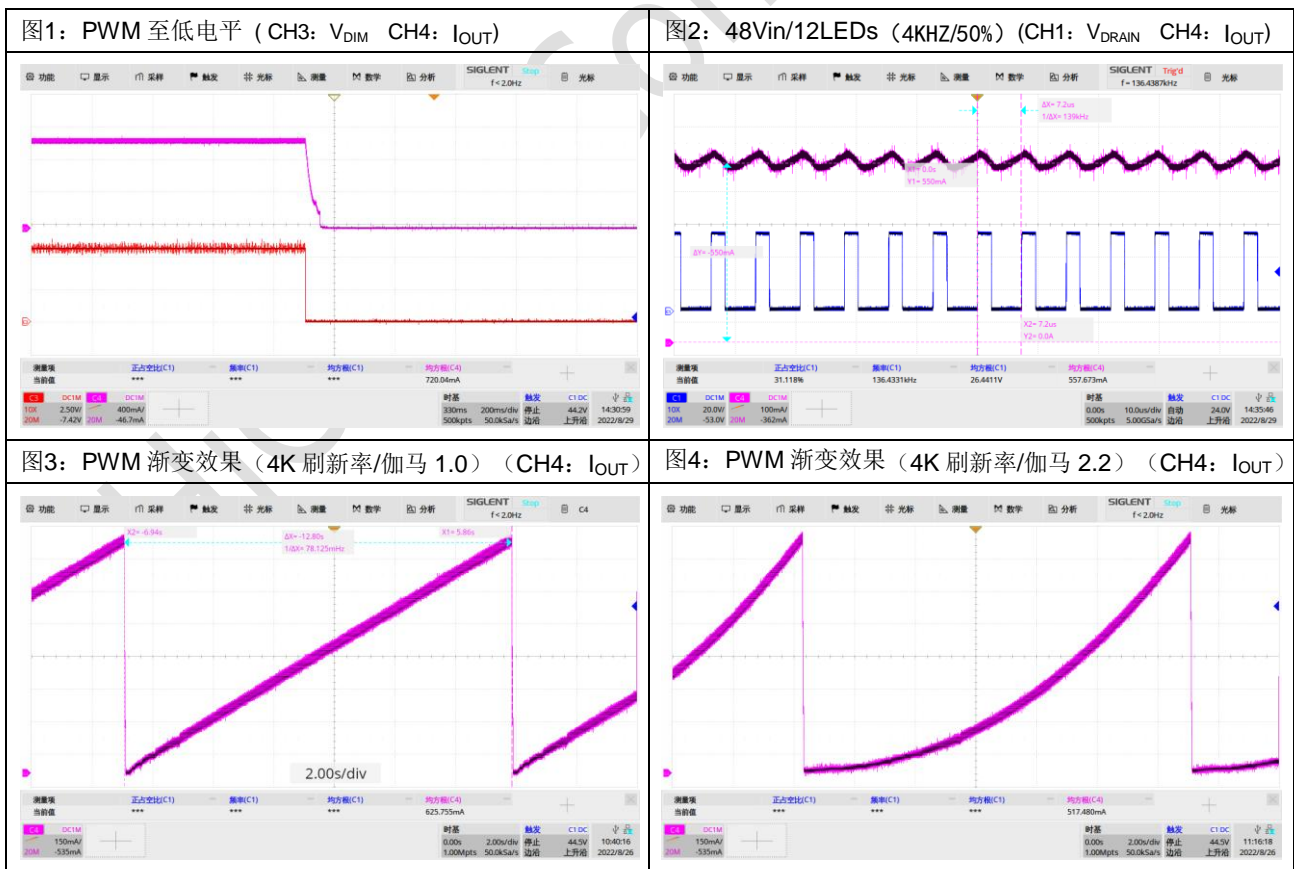 图1：PWM 至低电平 ( CH3：VDIM CH4：IOUT)
功能 显示 采样 触发 光标 测量 数学 分析 SIGLENT Stop f < 2.0Hz 光标
测量项 正占空比(C1) 频率(C1) 均方根(C1) 均方根(C4)
当前值 *** *** *** 720.04mA
C3 DC1M C4 DC1M 时基 触发 C1 DC
10X 2.50V/ 400mA/ 330ms 200ms/div 停止 44.2V 14:30:59
20M -7.42V 20M -46.7mA 500kpts 50.0kSa/s 边沿 上升沿 2022/8/29
图2：48Vin/12LEDs（4KHZ/50%）(CH1：VDRAIN CH4：IOUT)
功能 显示 采样 触发 光标 测量 数学 分析 SIGLENT Trig'd f = 136.4387kHz 光标
ΔX= 7.2us
1/ΔX= 139kHz
X1= 0.0s
Y1= 550mA
ΔY= -550mA
X2= 7.2us
Y2= 0.0A
测量项 正占空比(C1) 频率(C1) 均方根(C1) 均方根(C4)
当前值 31.118% 136.4331kHz 26.4411V 557.673mA
C1 DC1M C4 DC1M 时基 触发 C1 DC
10X 20.0V/ 100mA/ 0.00s 10.0us/div 自动 24.0V 14:35:46
20M -53.0V 20M -362mA 500kpts 5.00GSa/s 边沿 上升沿 2022/8/29
图3：PWM 渐变效果（4K 刷新率/伽马 1.0）（CH4：IOUT）
功能 显示 采样 触发 光标 测量 数学 分析 SIGLENT Stop f < 2.0Hz C4
X2= -6.94s ΔX= -12.80s X1= 5.86s
1/ΔX= 78.125mHz
2.00s/div
测量项 正占空比(C1) 频率(C1) 均方根(C1) 均方根(C4)
当前值 *** *** *** 625.755mA
C4 DC1M 时基 触发 C1 DC
150mA/ 0.00s 2.00s/div 停止 44.5V 10:40:16
20M -535mA 1.00Mpts 50.0kSa/s 边沿 上升沿 2022/8/26
图4：PWM 渐变效果（4K 刷新率/伽马 2.2）（CH4：IOUT）
功能 显示 采样 触发 光标 测量 数学 分析 SIGLENT Stop f < 2.0Hz 光标
测量项 正占空比(C1) 频率(C1) 均方根(C1) 均方根(C4)
当前值 *** *** *** 517.480mA
C4 DC1M 时基 触发 C1 DC
150mA/ 0.00s 2.00s/div 停止 44.5V 11:16:18
20M -535mA 1.00Mpts 50.0kSa/s 边沿 上升沿 2022/8/26